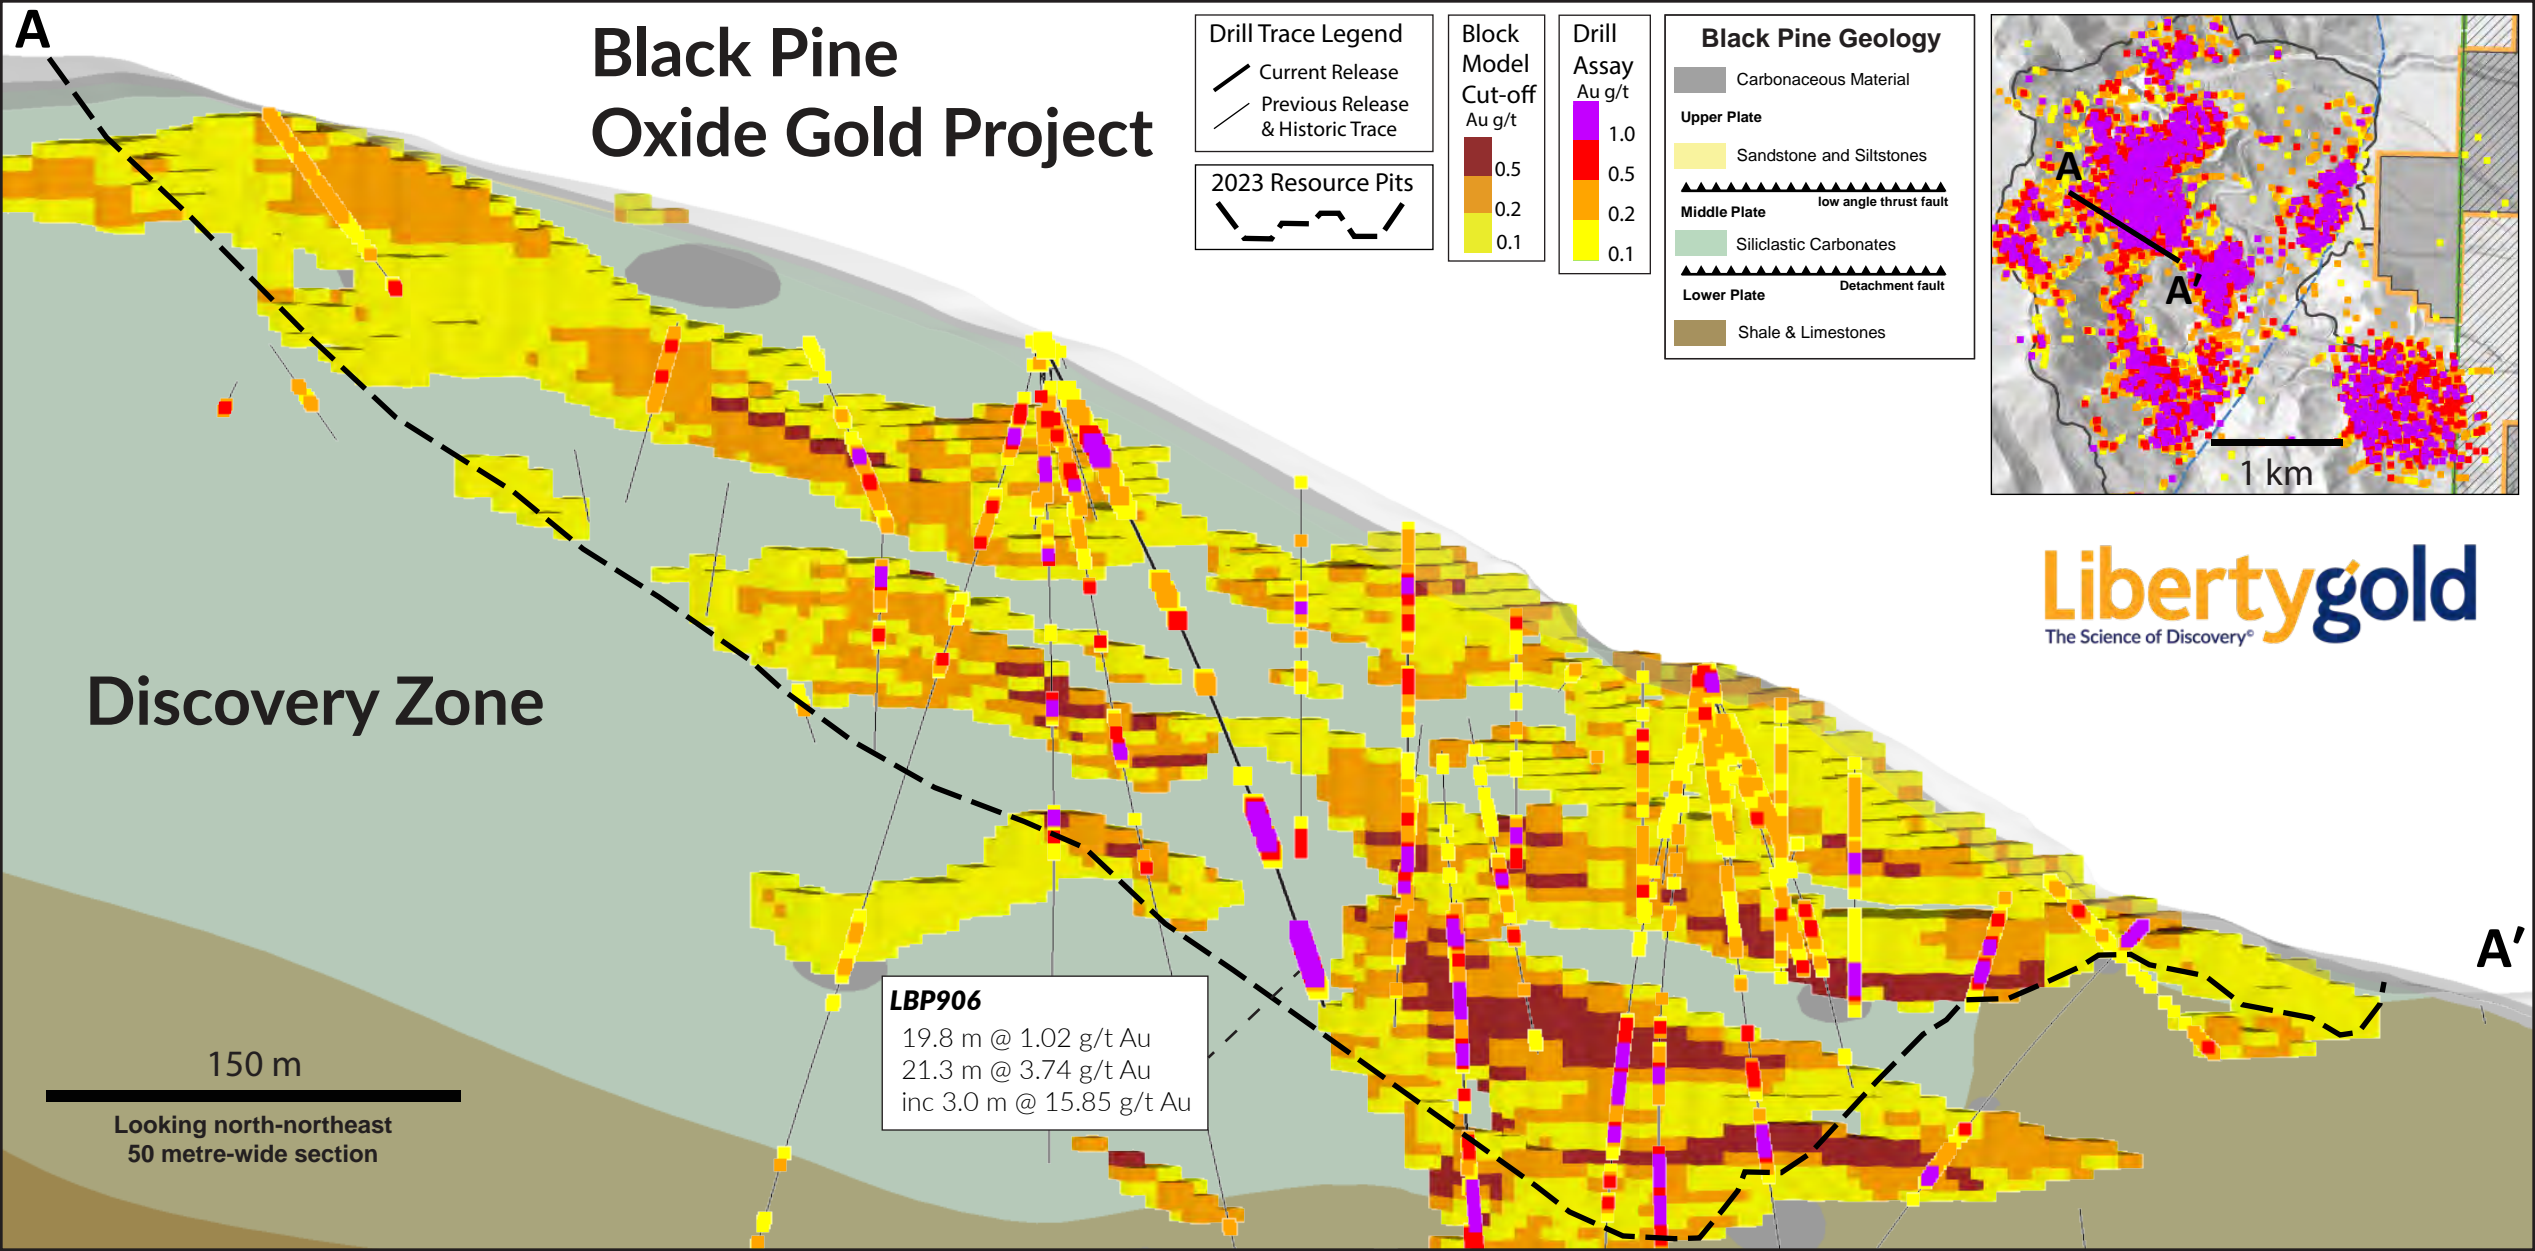 A
Black Pine
Oxide Gold Project
Drill Trace Legend
Current Release
Previous Release
& Historic Trace
2023 Resource Pits
Block
Model
Cut-off
Au g/t
0.5
0.2
0.1
Drill
Assay
Au g/t
1.0
0.5
0.2
0.1
Black Pine Geology
Carbonaceous Material
Upper Plate
Sandstone and Siltstones
low angle thrust fault
Middle Plate
Siliclastic Carbonates
Detachment fault
Lower Plate
Shale & Limestones
A
A'
1 km
Libertygold
The Science of Discovery©
Discovery Zone
A'
LBP906
19.8 m @ 1.02 g/t Au
21.3 m @ 3.74 g/t Au
inc 3.0 m @ 15.85 g/t Au
150 m
Looking north-northeast
50 metre-wide section